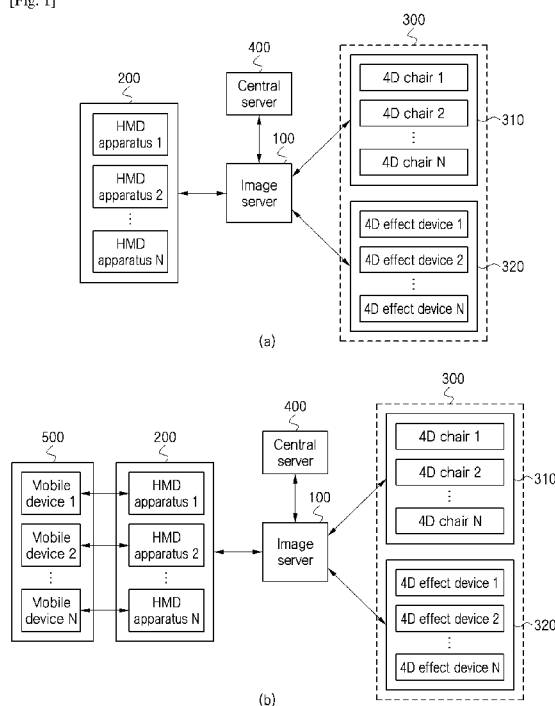 [Fig. 1]
300
400
Central
server
200
HMD
apparatus 1
HMD
apparatus 2
⋮
HMD
apparatus N
100
Image
server
4D chair 1
4D chair 2
⋮
4D chair N
310
4D effect device 1
4D effect device 2
⋮
4D effect device N
320
(a)
300
400
Central
server
500
Mobile
device 1
Mobile
device 2
⋮
Mobile
device N
200
HMD
apparatus 1
HMD
apparatus 2
⋮
HMD
apparatus N
100
Image
server
4D chair 1
4D chair 2
⋮
4D chair N
310
4D effect device 1
4D effect device 2
⋮
4D effect device N
320
(b)